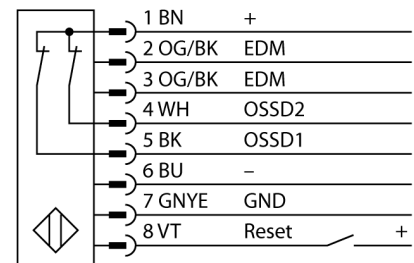 1 BN +
2 OG/BK EDM
3 OG/BK EDM
4 WH OSSD2
5 BK OSSD1
6 BU –
7 GNYE GND
8 VT Reset +